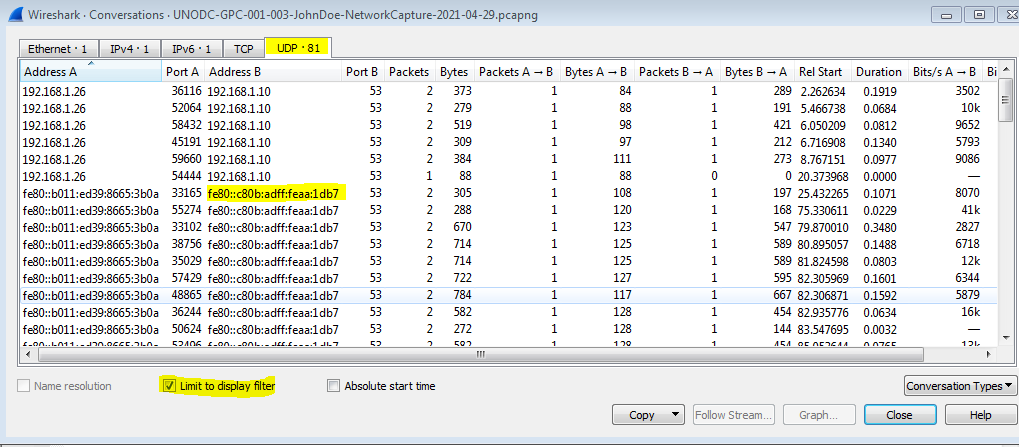 Wireshark · Conversations · UNODC-GPC-001-003-JohnDoe-NetworkCapture-2021-04-29.pcapng
Ethernet · 1 IPv4 · 1 IPv6 · 1 TCP UDP · 81
Address A Port A Address B Port B Packets Bytes Packets A → B Bytes A → B Packets B → A Bytes B → A Rel Start Duration Bits/s A → B Bi
192.168.1.26 36116 192.168.1.10 53 2 373 1 84 1 289 2.262634 0.1919 3502
192.168.1.26 52064 192.168.1.10 53 2 279 1 88 1 191 5.466738 0.0684 10k
192.168.1.26 58432 192.168.1.10 53 2 519 1 98 1 421 6.050209 0.0812 9652
192.168.1.26 45191 192.168.1.10 53 2 309 1 97 1 212 6.716908 0.1340 5793
192.168.1.26 59660 192.168.1.10 53 2 384 1 111 1 273 8.767151 0.0977 9086
192.168.1.26 54444 192.168.1.10 53 1 88 1 88 0 0 20.373968 0.0000 —
fe80::b011:ed39:8665:3b0a 33165 fe80::c80b:adff:feaa:1db7 53 2 305 1 108 1 197 25.432265 0.1071 8070
fe80::b011:ed39:8665:3b0a 55274 fe80::c80b:adff:feaa:1db7 53 2 288 1 120 1 168 75.330611 0.0229 41k
fe80::b011:ed39:8665:3b0a 33102 fe80::c80b:adff:feaa:1db7 53 2 670 1 123 1 547 79.870010 0.3480 2827
fe80::b011:ed39:8665:3b0a 38756 fe80::c80b:adff:feaa:1db7 53 2 714 1 125 1 589 80.895057 0.1488 6718
fe80::b011:ed39:8665:3b0a 35029 fe80::c80b:adff:feaa:1db7 53 2 714 1 125 1 589 81.824598 0.0803 12k
fe80::b011:ed39:8665:3b0a 57429 fe80::c80b:adff:feaa:1db7 53 2 722 1 127 1 595 82.305969 0.1601 6344
fe80::b011:ed39:8665:3b0a 48865 fe80::c80b:adff:feaa:1db7 53 2 784 1 117 1 667 82.306871 0.1592 5879
fe80::b011:ed39:8665:3b0a 36244 fe80::c80b:adff:feaa:1db7 53 2 582 1 128 1 454 82.935776 0.0634 16k
fe80::b011:ed39:8665:3b0a 50624 fe80::c80b:adff:feaa:1db7 53 2 272 1 128 1 144 83.547695 0.0032 —
fe80::b011:ed39:8665:3b0a 53496 fe80::c80b:adff:feaa:1db7 53 2 582 1 128 1 454 85.052644 0.0765 13k
Name resolution Limit to display filter Absolute start time Conversation Types
Copy Follow Stream... Graph... Close Help